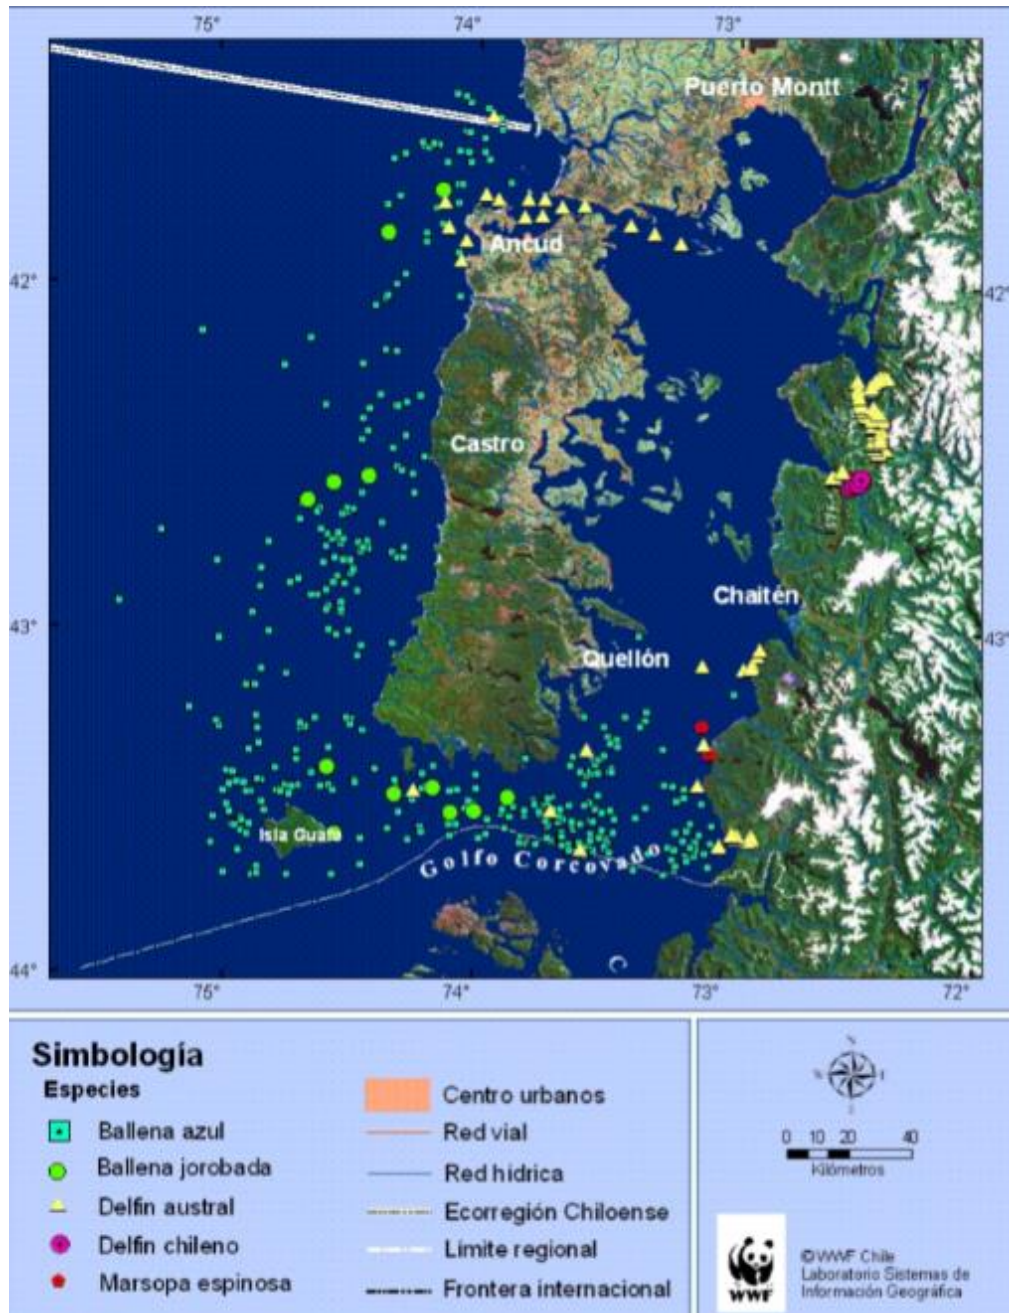 75° 74° 73°
Puerto Montt
Ancud
42° 42°
Castro
Chaitén
43° 43°
Quellón
Isla Guafo
Golfo Corcovado
C
44°
75° 74° 73° 72°
Simbología
Especies
Ballena azul
Ballena jorobada
Delfin austral
Delfin chileno
Marsopa espinosa
Centro urbanos
Red vial
Red hídrica
Ecorregión Chiloense
Límite regional
Frontera internacional
0 10 20 40
Kilómetros
WWF
©WWF Chile
Laboratorio Sistemas de
Información Geográfica